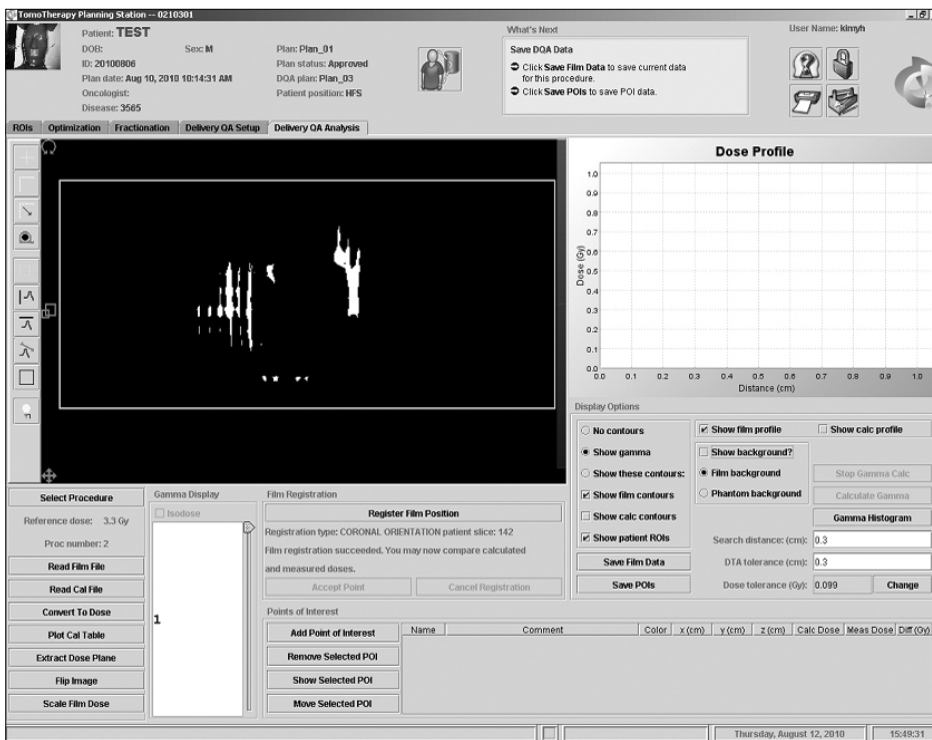 TomoTherapy Planning Station -- 0210301
Patient: TEST
DOB: Sex: M
ID: 20100806
Plan date: Aug 10, 2010 10:14:31 AM
Oncologist:
Disease: 3565
Plan: Plan_01
Plan status: Approved
DQA plan: Plan_03
Patient position: HFS
What's Next
Save DQA Data
Click Save Film Data to save current data
for this procedure.
Click Save POIs to save POI data.
User Name: kimyh
ROIs Optimization Fractionation Delivery QA Setup Delivery QA Analysis
Dose Profile
1.0
0.9
0.8
0.7
0.6
0.5
0.4
0.3
0.2
0.1
0.0
Dose (Gy)
0.0 0.1 0.2 0.3 0.4 0.5 0.6 0.7 0.8 0.9 1.0
Distance (cm)
Display Options
No contours
Show gamma
Show these contours:
Show film contours
Show calc contours
Show patient ROIs
Save Film Data
Save POIs
Show film profile Show calc profile
Show background?
Film background
Phantom background
Stop Gamma Calc
Calculate Gamma
Gamma Histogram
Search distance: (cm): 0.3
DTA tolerance (cm): 0.3
Dose tolerance (Gy): 0.099 Change
Select Procedure
Reference dose: 3.3 Gy
Proc number: 2
Read Film File
Read Cal File
Convert To Dose
Plot Cal Table
Extract Dose Plane
Flip Image
Scale Film Dose
Gamma Display
Isodose
1
Film Registration
Register Film Position
Registration type: CORONAL ORIENTATION patient slice: 142
Film registration succeeded. You may now compare calculated
and measured doses.
Accept Point Cancel Registration
Points of Interest
Add Point of Interest
Remove Selected POI
Show Selected POI
Move Selected POI
Name Comment Color x (cm) y (cm) z (cm) Calc Dose Meas Dose Diff (Gy)
Thursday, August 12, 2010 15:49:31